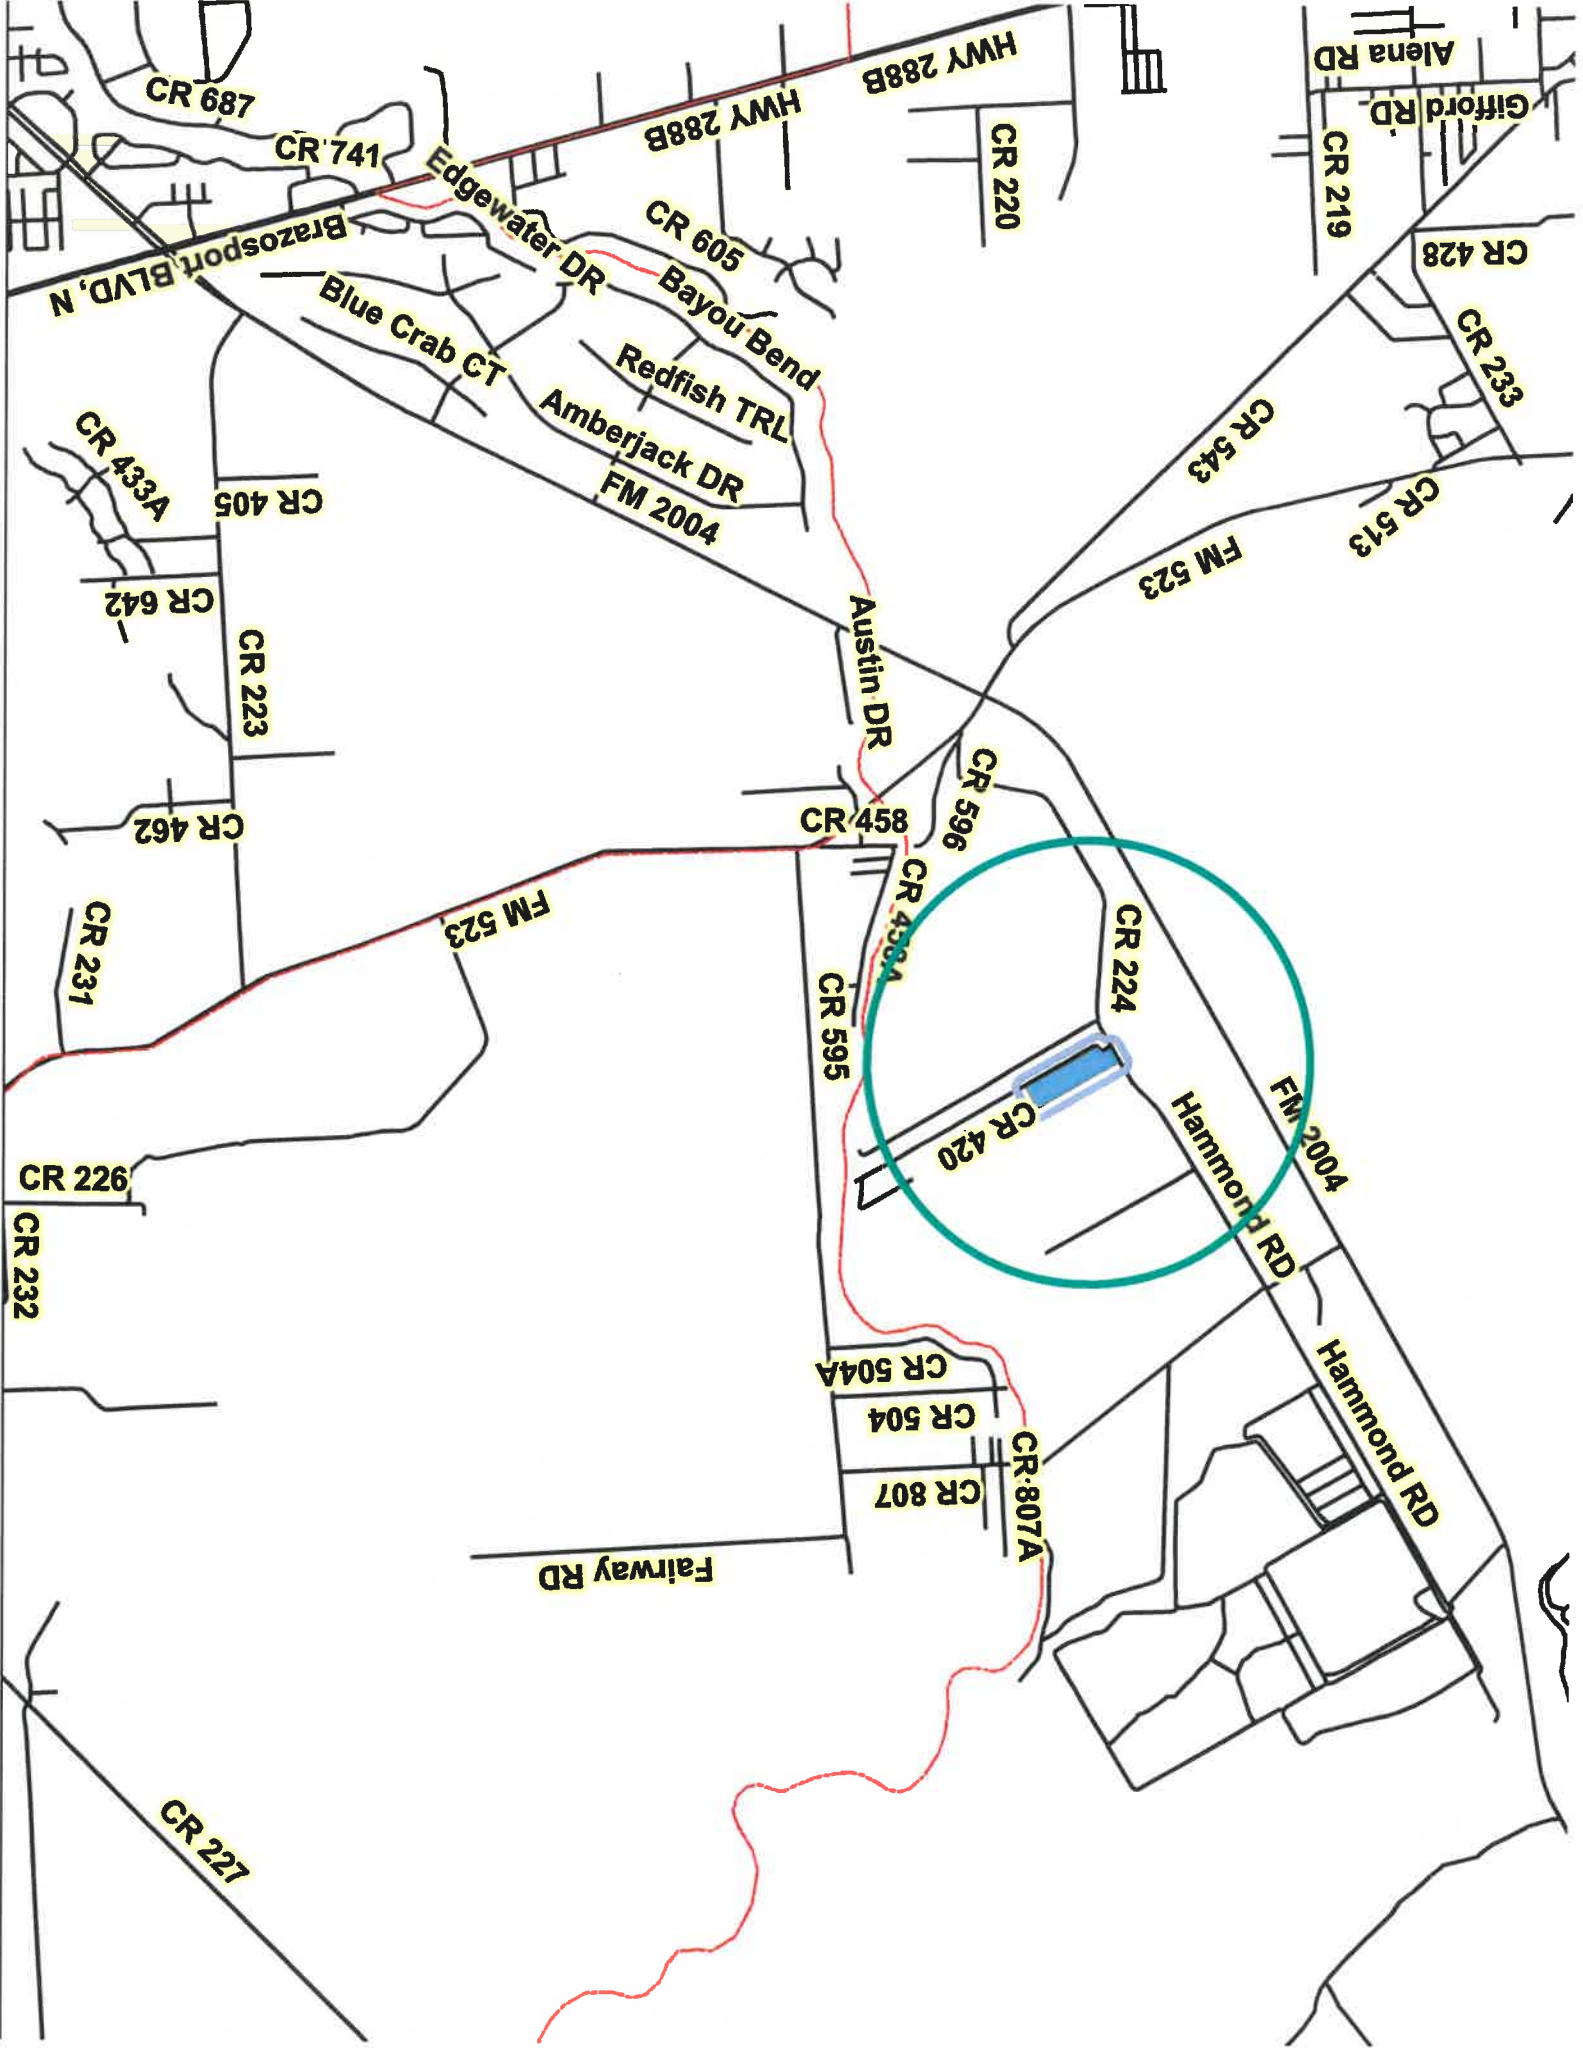 Alena RD
HWY 288B
CR 687
Gifford RD
HWY 288B
CR 741
CR 220
CR 219
Edgewater DR
CR 605
Brazosport BLVD, N
CR 428
Blue Crab CT
Bayou Bend
CR 233
Redfish TRL
Amberjack DR
CR 433A
CR 543
CR 405
FM 2004
CR 513
FM 523
CR 642
Austin DR
CR 223
CR 596
CR 458
CR 462
CR 458A
FM 523
CR 231
CR 224
CR 595
CR 420
Hammond RD
FM 2004
CR 226
CR 232
Hammond RD
CR 504A
CR 504
CR 807
CR 807A
Fairway RD
CR 227